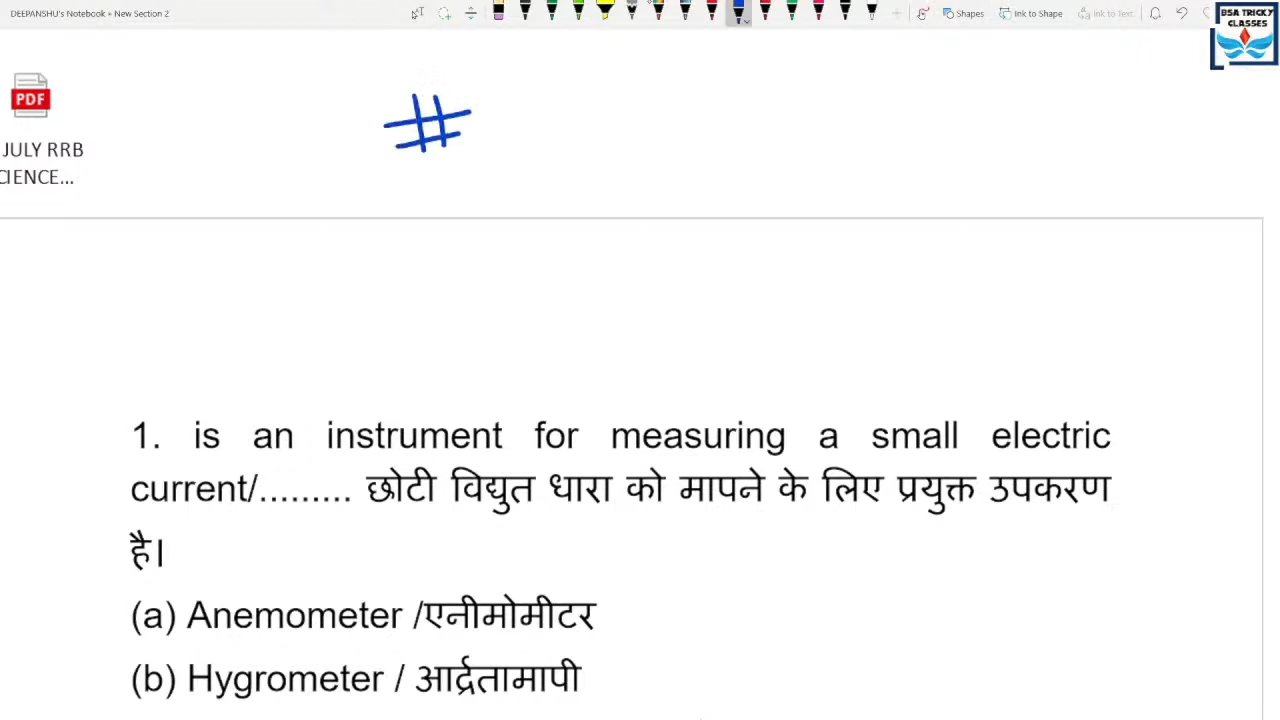 DEEPANSHU's Notebook • New Section 2
Shapes
Ink to Shape
Ink to Text
BSA TRICKY
CLASSES
PDF
JULY RRB
CIENCE...
#
1. is an instrument for measuring a small electric
current/......... छोटी विद्युत धारा को मापने के लिए प्रयुक्त उपकरण
है।
(a) Anemometer /एनीमोमीटर
(b) Hygrometer / आर्द्रतामापी